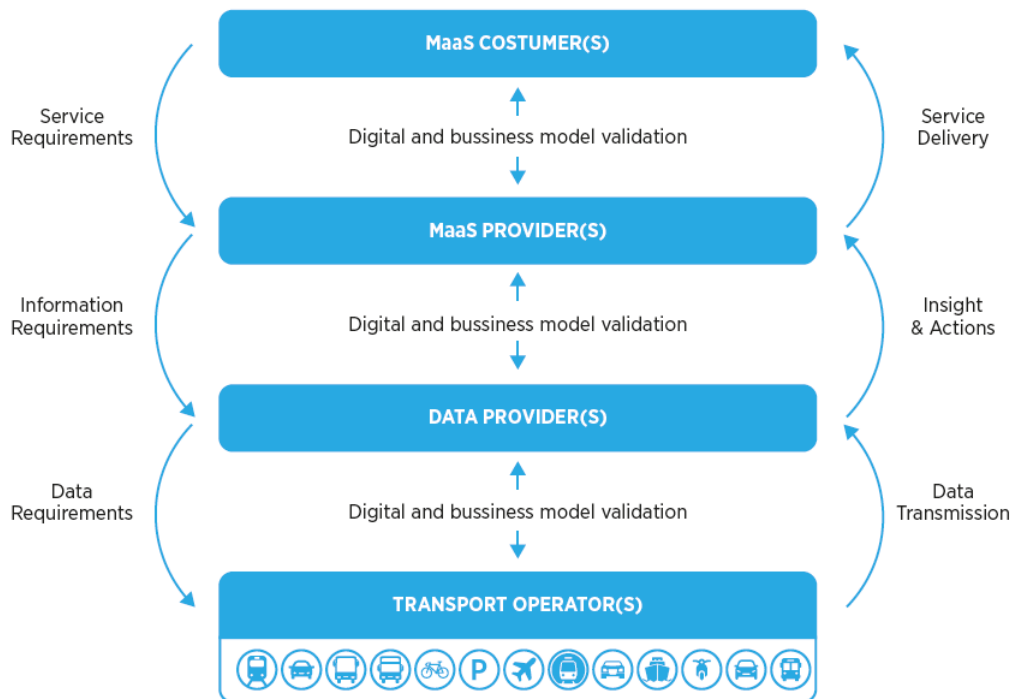 MaaS COSTUMER(S)
Service
Requirements
Digital and bussiness model validation
Service
Delivery
MaaS PROVIDER(S)
Information
Requirements
Digital and bussiness model validation
Insight
& Actions
DATA PROVIDER(S)
Data
Requirements
Digital and bussiness model validation
Data
Transmission
TRANSPORT OPERATOR(S)
P